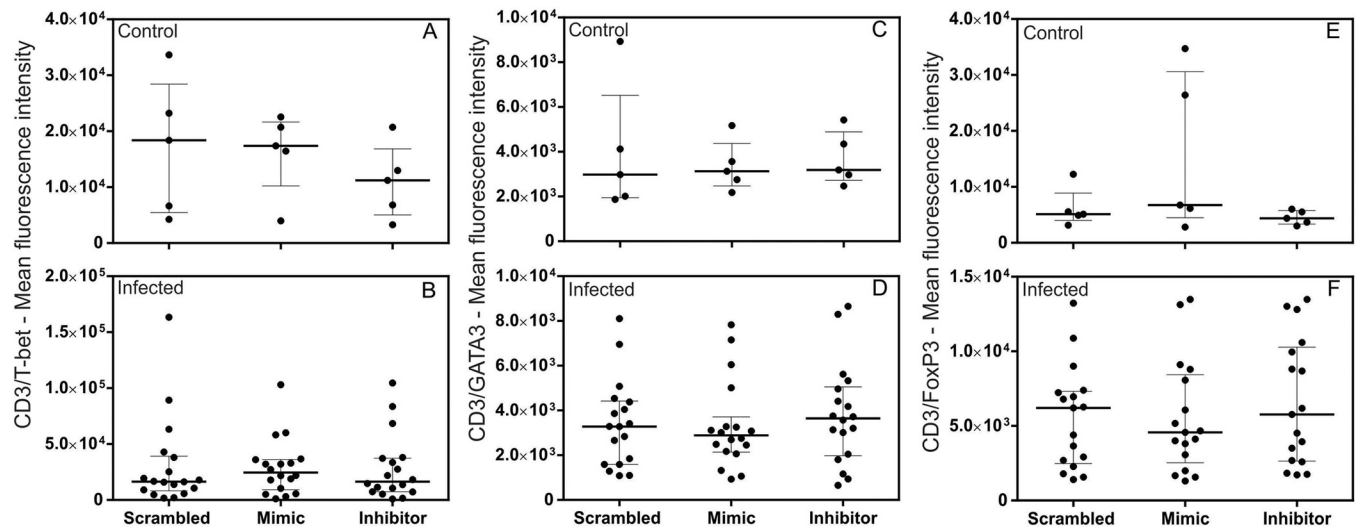 CD3/T-bet - Mean fluorescence intensity
Control
A
4.0×10⁴
3.0×10⁴
2.0×10⁴
1.0×10⁴
0
Infected
B
2.0×10⁵
1.5×10⁵
1.0×10⁵
5.0×10⁴
0
Scrambled Mimic Inhibitor
CD3/GATA3 - Mean fluorescence intensity
Control
C
1.0×10⁴
8.0×10³
6.0×10³
4.0×10³
2.0×10³
0
Infected
D
1.0×10⁴
8.0×10³
6.0×10³
4.0×10³
2.0×10³
0
Scrambled Mimic Inhibitor
CD3/FoxP3 - Mean fluorescence intensity
Control
E
4.0×10⁴
3.0×10⁴
2.0×10⁴
1.0×10⁴
0
Infected
F
1.5×10⁴
1.0×10⁴
5.0×10³
0
Scrambled Mimic Inhibitor